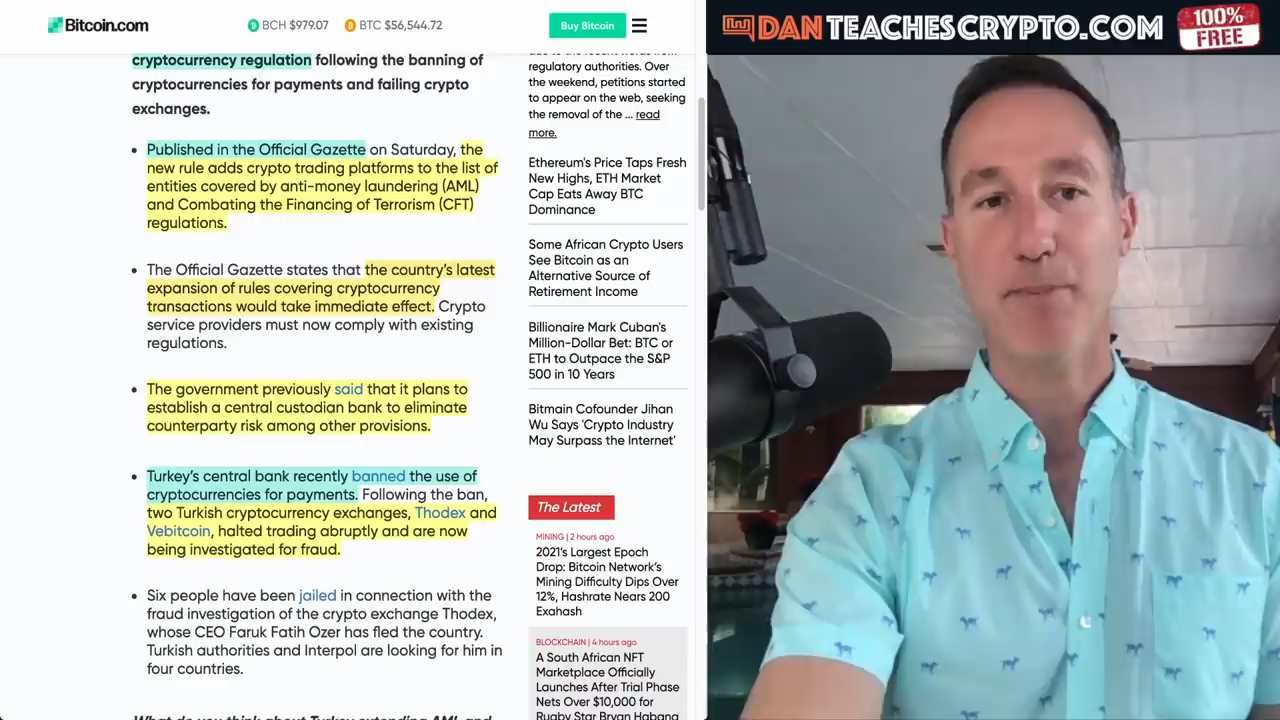 Bitcoin.com
BCH $979.07
BTC $56,544.72
Buy Bitcoin
DANTEACHESCRYPTO.COM
100%
FREE
cryptocurrency regulation following the banning of
cryptocurrencies for payments and failing crypto
exchanges.
Published in the Official Gazette on Saturday, the
new rule adds crypto trading platforms to the list of
entities covered by anti-money laundering (AML)
and Combating the Financing of Terrorism (CFT)
regulations.
The Official Gazette states that the country's latest
expansion of rules covering cryptocurrency
transactions would take immediate effect. Crypto
service providers must now comply with existing
regulations.
The government previously said that it plans to
establish a central custodian bank to eliminate
counterparty risk among other provisions.
Turkey's central bank recently banned the use of
cryptocurrencies for payments. Following the ban,
two Turkish cryptocurrency exchanges, Thodex and
Vebitcoin, halted trading abruptly and are now
being investigated for fraud.
Six people have been jailed in connection with the
fraud investigation of the crypto exchange Thodex,
whose CEO Faruk Fatih Ozer has fled the country.
Turkish authorities and Interpol are looking for him in
four countries.
What do you think about Turkey extending AML and
regulatory authorities. Over
the weekend, petitions started
to appear on the web, seeking
the removal of the ... read
more.
Ethereum's Price Taps Fresh
New Highs, ETH Market
Cap Eats Away BTC
Dominance
Some African Crypto Users
See Bitcoin as an
Alternative Source of
Retirement Income
Billionaire Mark Cuban's
Million-Dollar Bet: BTC or
ETH to Outpace the S&P
500 in 10 Years
Bitmain Cofounder Jihan
Wu Says 'Crypto Industry
May Surpass the Internet'
The Latest
MINING | 2 hours ago
2021's Largest Epoch
Drop: Bitcoin Network's
Mining Difficulty Dips Over
12%, Hashrate Nears 200
Exahash
BLOCKCHAIN | 4 hours ago
A South African NFT
Marketplace Officially
Launches After Trial Phase
Nets Over $10,000 for
Rugby Star Bryan Habana